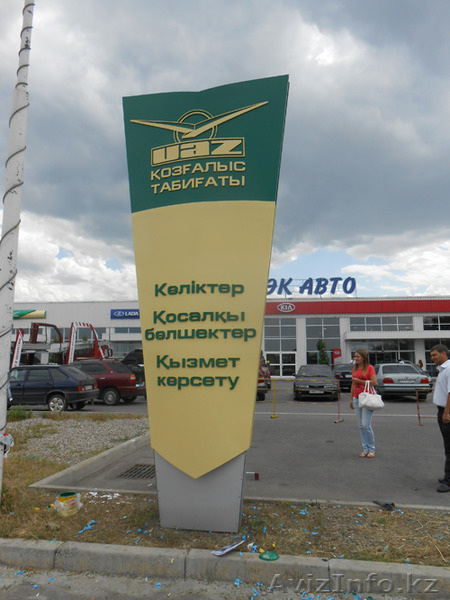 UAZ
ҚОЗҒАЛЫС
ТАБИҒАТЫ
Көліктер
Қосалқы
бөлшектер
Қызмет
көрсету
ЭК АВТО
LADA
KIA
AvizInfo.kz